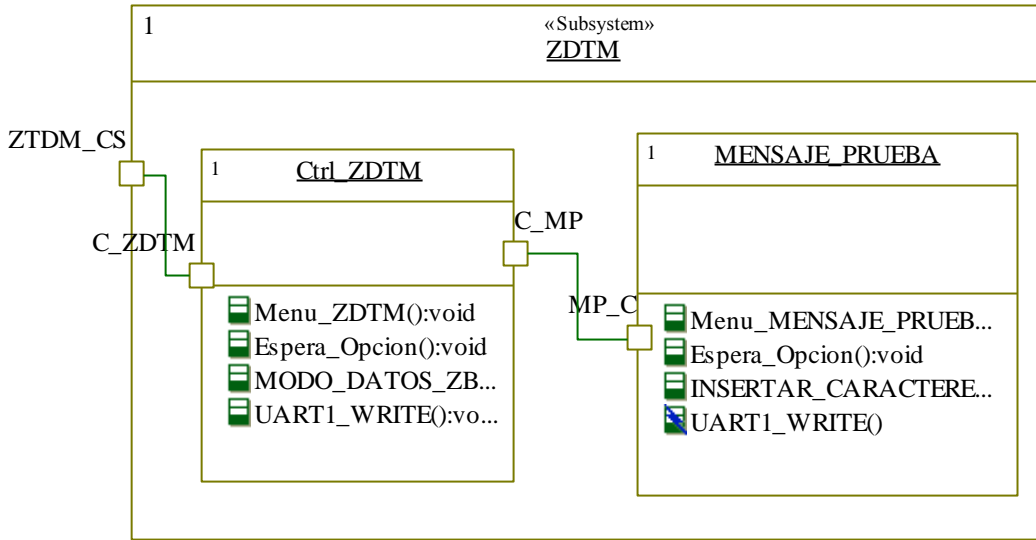 1
«Subsystem»
ZDTM
ZTDM_CS
1
Ctrl_ZDTM
C_ZDTM
Menu_ZDTM():void
Espera_Opcion():void
MODO_DATOS_ZB...
UART1_WRITE():vo...
C_MP
1
MENSAJE_PRUEBA
MP_C
Menu_MENSAJE_PRUEB...
Espera_Opcion():void
INSERTAR_CARACTERE...
UART1_WRITE()